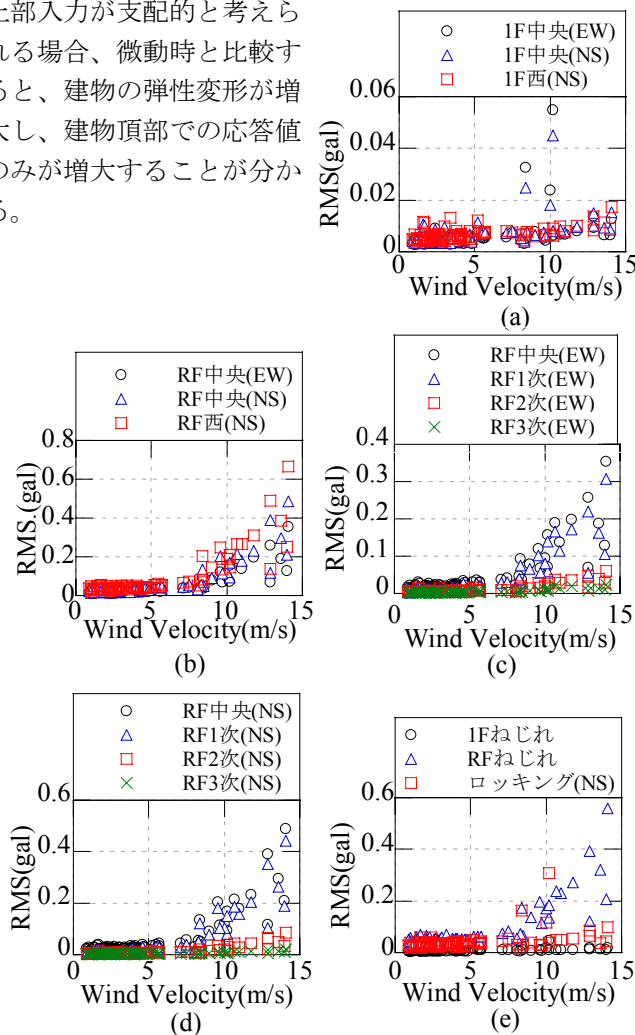 上部入力が支配的と考えら
れる場合、微動時と比較す
ると、建物の弾性変形が増
大し、建物頂部での応答値
のみが増大することが分か
る。
1F中央(EW)
1F中央(NS)
1F西(NS)
0.06
0.04
0.02
0
RMS(gal)
0 5 10 15
Wind Velocity(m/s)
(a)
RF中央(EW)
RF中央(NS)
RF西(NS)
0.8
0.6
0.4
0.2
0
RMS.(gal)
0 5 10 15
Wind Velocity(m/s)
(b)
RF中央(EW)
RF1次(EW)
RF2次(EW)
RF3次(EW)
0.4
0.3
0.2
0.1
0
RMS(gal)
0 5 10 15
Wind Velocity(m/s)
(c)
RF中央(NS)
RF1次(NS)
RF2次(NS)
RF3次(NS)
0.6
0.4
0.2
0
RMS(gal)
0 5 10 15
Wind Velocity(m/s)
(d)
1Fねじれ
RFねじれ
ロッキング(NS)
0.6
0.4
0.2
0
RMS(gal)
0 5 10 15
Wind Velocity(m/s)
(e)